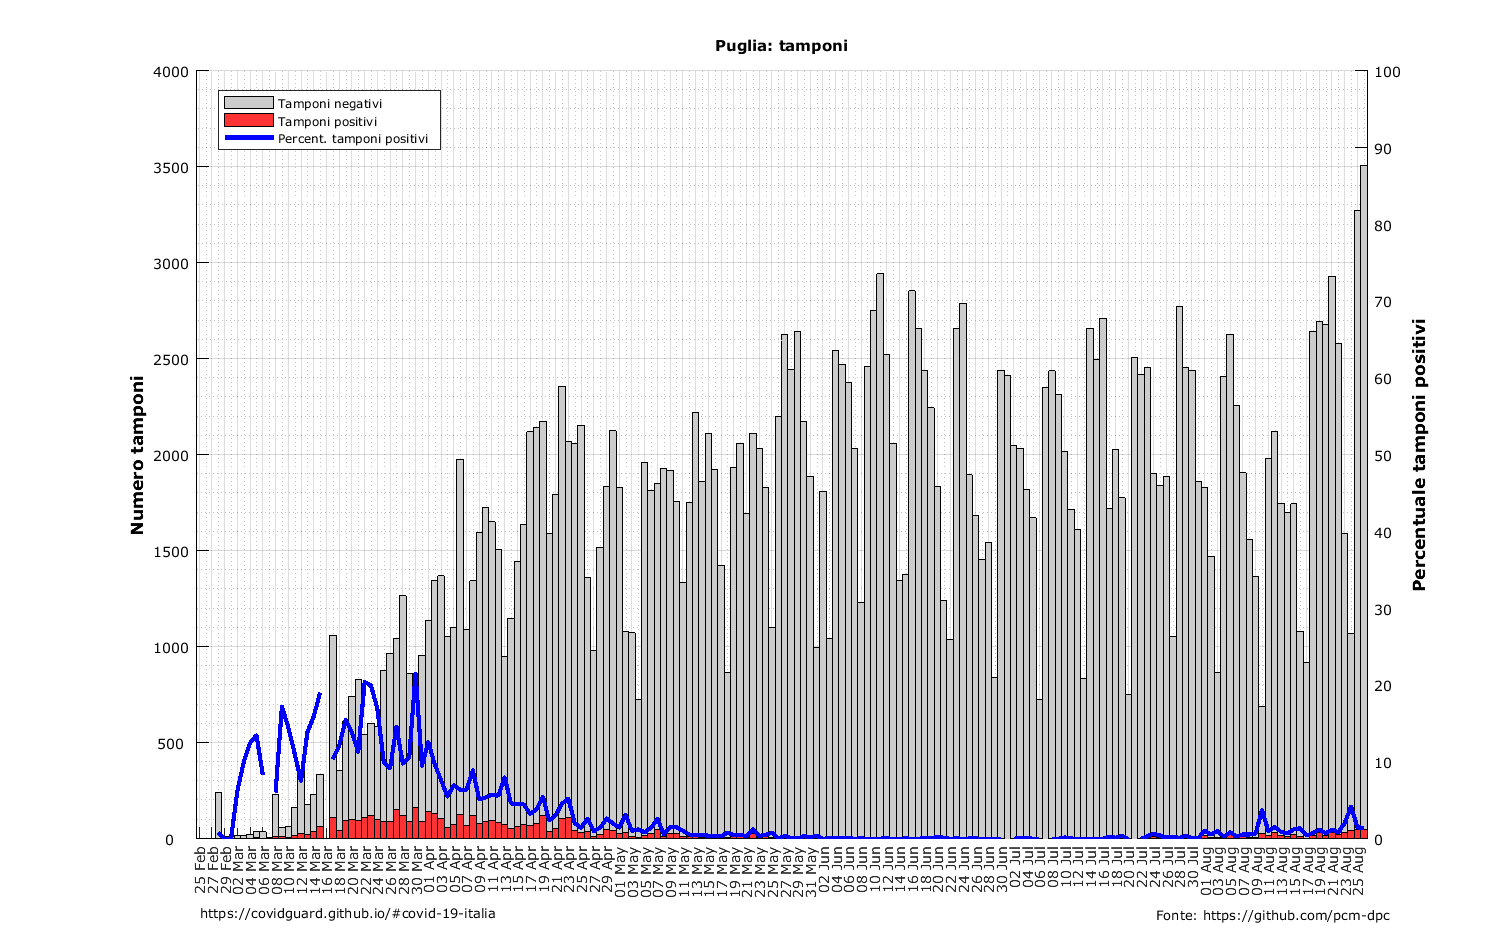 Puglia: tamponi
4000
3500
3000
2500
2000
1500
1000
500
0
Numero tamponi
Tamponi negativi
Tamponi positivi
Percent. tamponi positivi
100
90
80
70
60
50
40
30
20
10
0
Percentuale tamponi positivi
25 Feb
27 Feb
29 Feb
02 Mar
04 Mar
06 Mar
08 Mar
10 Mar
12 Mar
14 Mar
16 Mar
18 Mar
20 Mar
22 Mar
24 Mar
26 Mar
28 Mar
30 Mar
01 Apr
03 Apr
05 Apr
07 Apr
09 Apr
11 Apr
13 Apr
15 Apr
17 Apr
19 Apr
21 Apr
23 Apr
25 Apr
27 Apr
29 Apr
01 May
03 May
05 May
07 May
09 May
11 May
13 May
15 May
17 May
19 May
21 May
23 May
25 May
27 May
29 May
31 May
02 Jun
04 Jun
06 Jun
08 Jun
10 Jun
12 Jun
14 Jun
16 Jun
18 Jun
20 Jun
22 Jun
24 Jun
26 Jun
28 Jun
30 Jun
02 Jul
04 Jul
06 Jul
08 Jul
10 Jul
12 Jul
14 Jul
16 Jul
18 Jul
20 Jul
22 Jul
24 Jul
26 Jul
28 Jul
30 Jul
01 Aug
03 Aug
05 Aug
07 Aug
09 Aug
11 Aug
13 Aug
15 Aug
17 Aug
19 Aug
21 Aug
23 Aug
25 Aug
https://covidguard.github.io/#covid-19-italia
Fonte: https://github.com/pcm-dpc